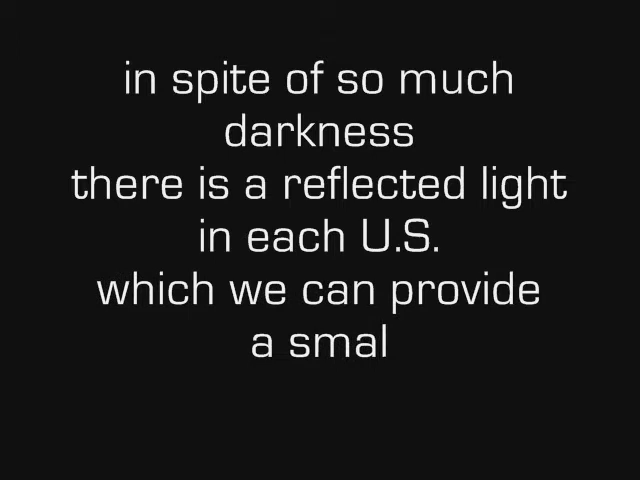 in spite of so much
darkness
there is a reflected light
in each U.S.
which we can provide
a smal